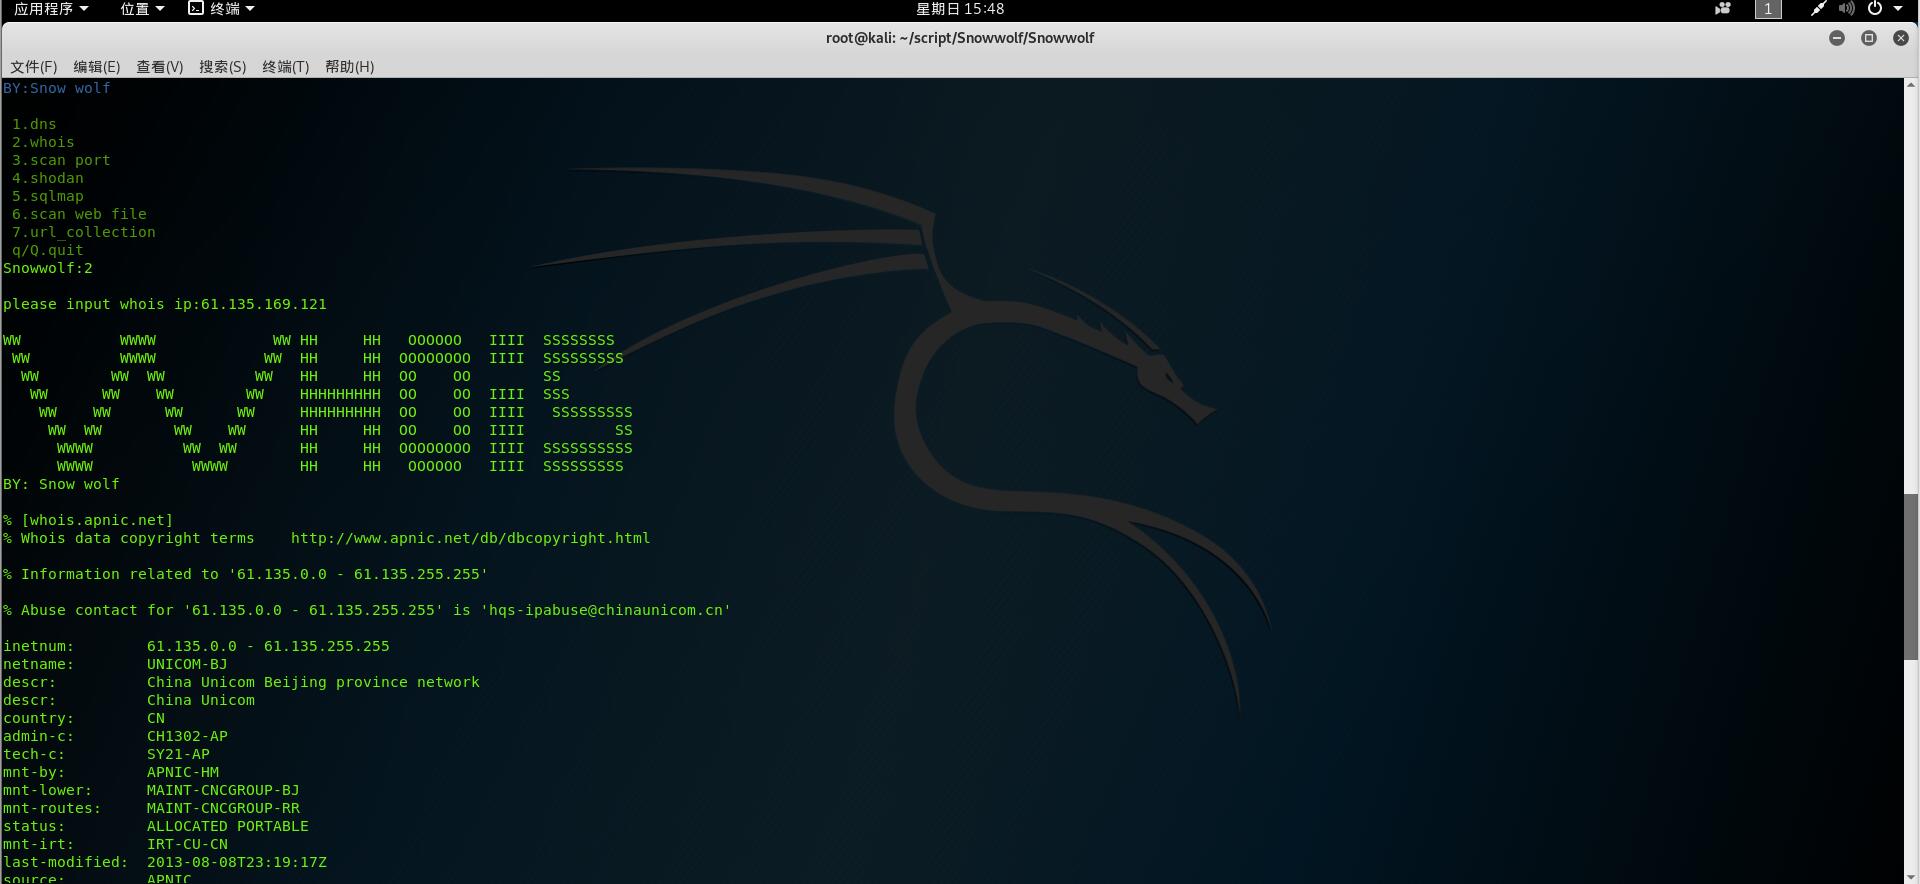 应用程序 位置 终端 星期日 15:48 1
root@kali: ~/script/Snowwolf/Snowwolf
文件(F) 编辑(E) 查看(V) 搜索(S) 终端(T) 帮助(H)
BY:Snow wolf
1.dns
2.whois
3.scan port
4.shodan
5.sqlmap
6.scan web file
7.url_collection
q/Q.quit
Snowwolf:2
please input whois ip:61.135.169.121
WW           WWWW             WW HH     HH   OOOOOO   IIII  SSSSSSSS
 WW          WWWW            WW  HH     HH  OOOOOOOO  IIII  SSSSSSSSS
  WW        WW  WW          WW   HH     HH  OO    OO        SS
   WW      WW    WW        WW    HHHHHHHHH  OO    OO  IIII  SSS
    WW    WW      WW      WW     HHHHHHHHH  OO    OO  IIII   SSSSSSSSS
     WW  WW        WW    WW      HH     HH  OO    OO  IIII          SS
      WWWW          WW  WW       HH     HH  OOOOOOOO  IIII  SSSSSSSSSS
      WWWW           WWWW        HH     HH   OOOOOO   IIII  SSSSSSSSS
BY: Snow wolf
% [whois.apnic.net]
% Whois data copyright terms    http://www.apnic.net/db/dbcopyright.html
% Information related to '61.135.0.0 - 61.135.255.255'
% Abuse contact for '61.135.0.0 - 61.135.255.255' is 'hqs-ipabuse@chinaunicom.cn'
inetnum:        61.135.0.0 - 61.135.255.255
netname:        UNICOM-BJ
descr:          China Unicom Beijing province network
descr:          China Unicom
country:        CN
admin-c:        CH1302-AP
tech-c:         SY21-AP
mnt-by:         APNIC-HM
mnt-lower:      MAINT-CNCGROUP-BJ
mnt-routes:     MAINT-CNCGROUP-RR
status:         ALLOCATED PORTABLE
mnt-irt:        IRT-CU-CN
last-modified:  2013-08-08T23:19:17Z
source:         APNIC